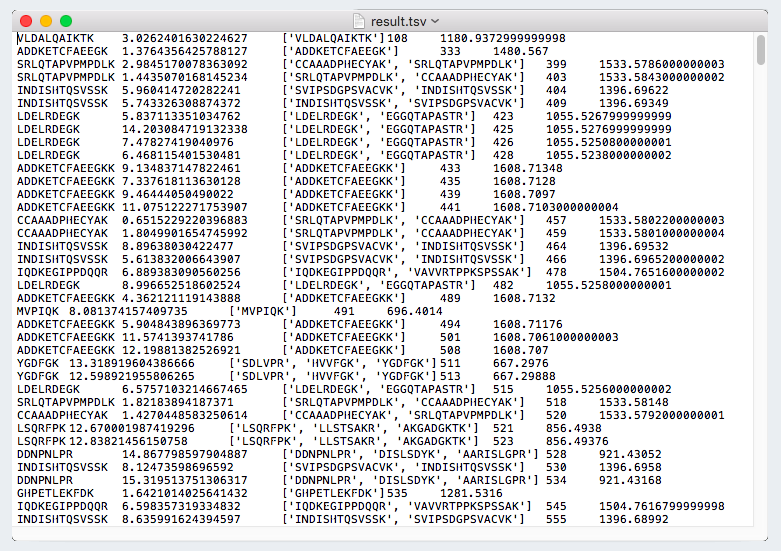 result.tsv
VLDALQAIKTK 3.0262401630224627 ['VLDALQAIKTK'] 108 1180.9372999999998
ADDKETCFAEEGK 1.3764356425788127 ['ADDKETCFAEEGK'] 333 1480.567
SRLQTAPVPMPDLK 2.9845170078363092 ['CCAAADPHECYAK', 'SRLQTAPVPMPDLK'] 399 1533.5786000000003
SRLQTAPVPMPDLK 1.4435070168145234 ['SRLQTAPVPMPDLK', 'CCAAADPHECYAK'] 403 1533.5843000000002
INDISHTQSVSSK 5.960414720282241 ['SVIPSDGPSVACVK', 'INDISHTQSVSSK'] 404 1396.69622
INDISHTQSVSSK 5.743326308874372 ['INDISHTQSVSSK', 'SVIPSDGPSVACVK'] 409 1396.69349
LDELRDEGK 5.837113351034762 ['LDELRDEGK', 'EGGQTAPASTR'] 423 1055.5267999999999
LDELRDEGK 14.203084719132338 ['LDELRDEGK', 'EGGQTAPASTR'] 425 1055.5276999999999
LDELRDEGK 7.47827419040976 ['LDELRDEGK', 'EGGQTAPASTR'] 426 1055.5250800000001
LDELRDEGK 6.468115401530481 ['LDELRDEGK', 'EGGQTAPASTR'] 428 1055.5238000000002
ADDKETCFAEEGKK 9.134837147822461 ['ADDKETCFAEEGKK'] 433 1608.71348
ADDKETCFAEEGKK 7.337618113630128 ['ADDKETCFAEEGKK'] 435 1608.7128
ADDKETCFAEEGKK 9.46444050490022 ['ADDKETCFAEEGKK'] 439 1608.7097
ADDKETCFAEEGKK 11.075122271753907 ['ADDKETCFAEEGKK'] 441 1608.7103000000004
CCAAADPHECYAK 0.6515229220396883 ['SRLQTAPVPMPDLK', 'CCAAADPHECYAK'] 457 1533.5802200000003
CCAAADPHECYAK 1.8049901654745992 ['SRLQTAPVPMPDLK', 'CCAAADPHECYAK'] 459 1533.5801000000004
INDISHTQSVSSK 8.89638030422477 ['SVIPSDGPSVACVK', 'INDISHTQSVSSK'] 464 1396.69532
INDISHTQSVSSK 5.613832006643907 ['SVIPSDGPSVACVK', 'INDISHTQSVSSK'] 466 1396.6965200000002
IQDKEGIPPDQQR 6.889383090560256 ['IQDKEGIPPDQQR', 'VAVVRTPPKSPSSAK'] 478 1504.7651600000002
LDELRDEGK 8.996652518602524 ['LDELRDEGK', 'EGGQTAPASTR'] 482 1055.5258000000001
ADDKETCFAEEGKK 4.362121119143888 ['ADDKETCFAEEGKK'] 489 1608.7132
MVPIQK 8.081374157409735 ['MVPIQK'] 491 696.4014
ADDKETCFAEEGKK 5.904843896369773 ['ADDKETCFAEEGKK'] 494 1608.71176
ADDKETCFAEEGKK 11.5741393741786 ['ADDKETCFAEEGKK'] 501 1608.7061000000003
ADDKETCFAEEGKK 12.19881382526921 ['ADDKETCFAEEGKK'] 508 1608.707
YGDFGK 13.318919604386666 ['SDLVPR', 'HVVFGK', 'YGDFGK'] 511 667.2976
YGDFGK 12.598921955806265 ['SDLVPR', 'HVVFGK', 'YGDFGK'] 513 667.29888
LDELRDEGK 6.5757103214667465 ['LDELRDEGK', 'EGGQTAPASTR'] 515 1055.5256000000002
SRLQTAPVPMPDLK 1.82183894187371 ['SRLQTAPVPMPDLK', 'CCAAADPHECYAK'] 518 1533.58148
CCAAADPHECYAK 1.4270448583250614 ['CCAAADPHECYAK', 'SRLQTAPVPMPDLK'] 520 1533.5792000000001
LSQRFPK 12.670001987419296 ['LSQRFPK', 'LLSTSAKR', 'AKGADGKTK'] 521 856.4938
LSQRFPK 12.83821456150758 ['LSQRFPK', 'LLSTSAKR', 'AKGADGKTK'] 523 856.49376
DDNPNLPR 14.867798597904887 ['DDNPNLPR', 'DISLSDYK', 'AARISLGPR'] 528 921.43052
INDISHTQSVSSK 8.12473598696592 ['SVIPSDGPSVACVK', 'INDISHTQSVSSK'] 530 1396.6958
DDNPNLPR 15.319513751306317 ['DDNPNLPR', 'DISLSDYK', 'AARISLGPR'] 534 921.43168
GHPETLEKFDK 1.6421014025641432 ['GHPETLEKFDK'] 535 1281.5316
IQDKEGIPPDQQR 6.598357319334832 ['IQDKEGIPPDQQR', 'VAVVRTPPKSPSSAK'] 545 1504.7616799999998
INDISHTQSVSSK 8.635991624394597 ['INDISHTQSVSSK', 'SVIPSDGPSVACVK'] 555 1396.68992